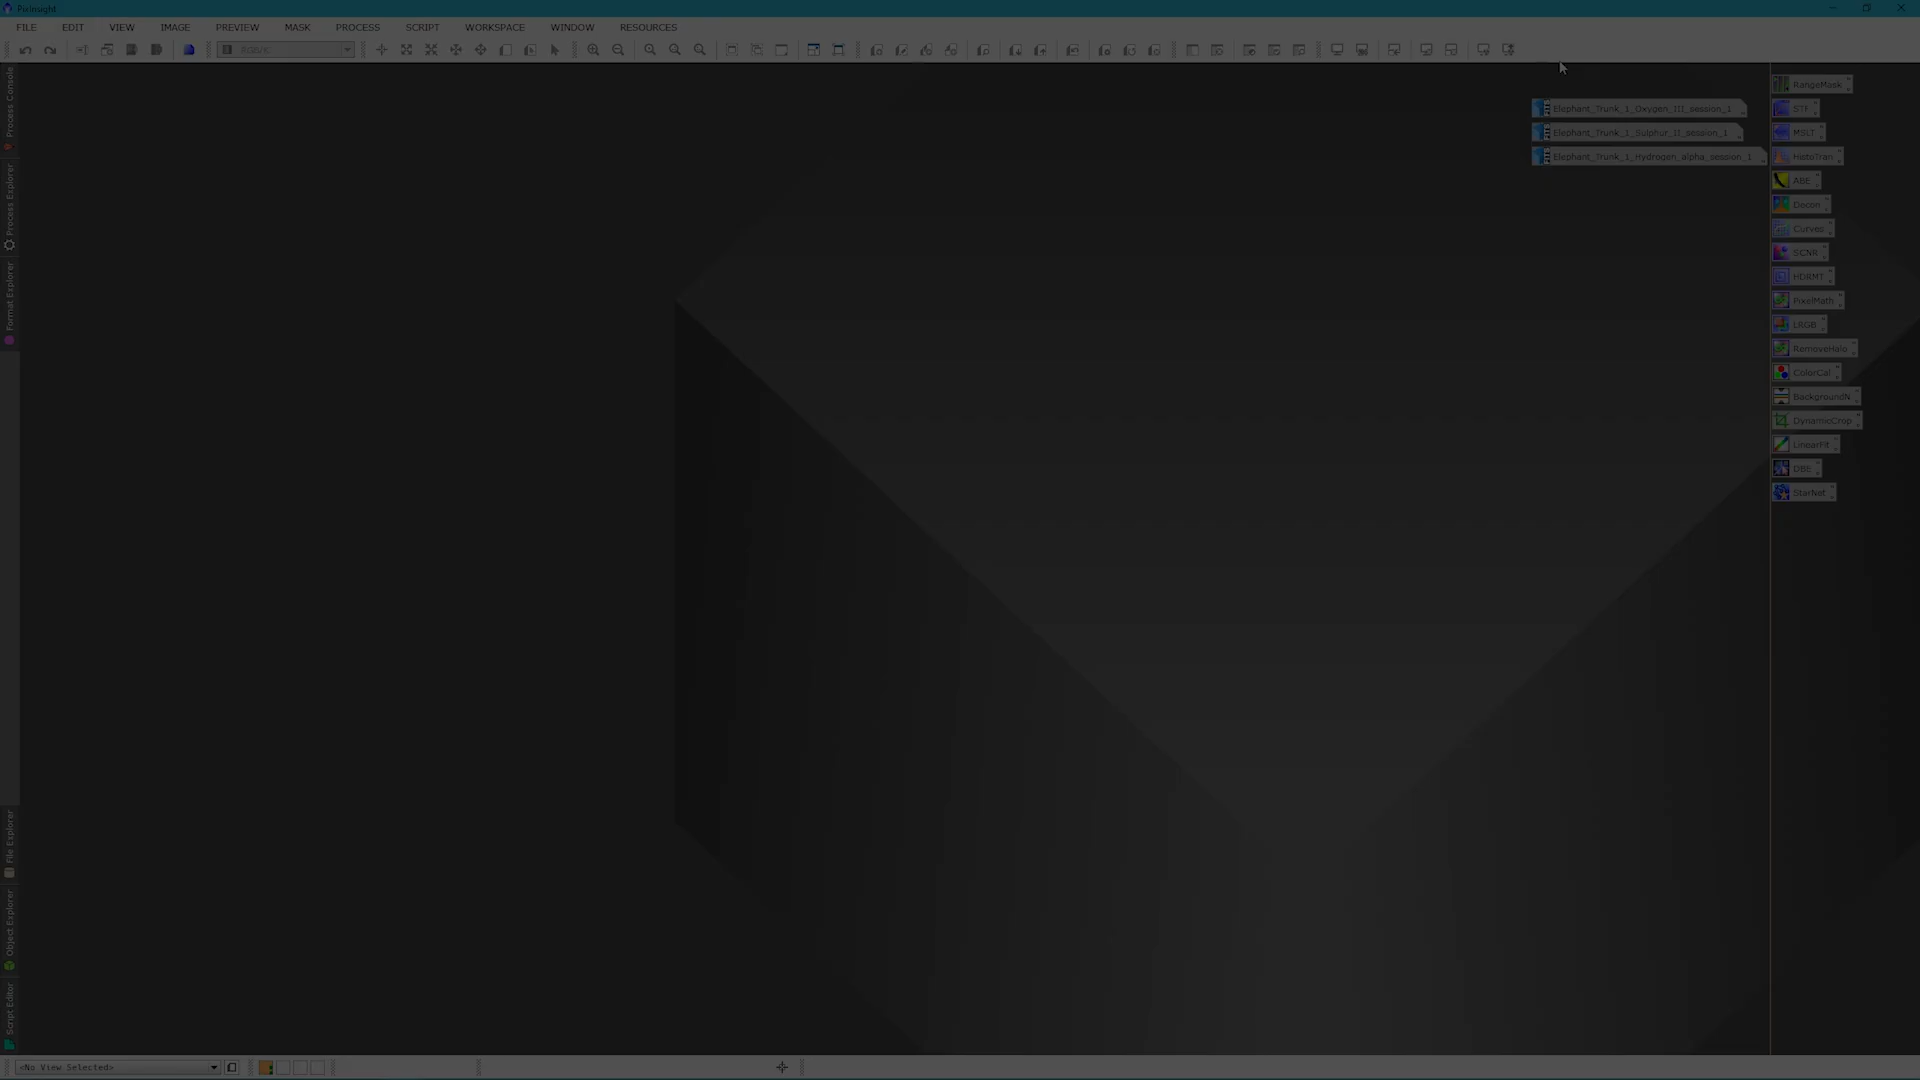 PixInsight
FILE EDIT VIEW IMAGE PREVIEW MASK PROCESS SCRIPT WORKSPACE WINDOW RESOURCES
RGB/K
Process Console
Process Explorer
Format Explorer
File Explorer
Object Explorer
Script Editor
Elephant_Trunk_1_Oxygen_III_session_1
Elephant_Trunk_1_Sulphur_II_session_1
Elephant_Trunk_1_Hydrogen_alpha_session_1
RangeMask
STF
MSLT
HistoTran
ABE
Decon
Curves
SCNR
HDRMT
PixelMath
LRGB
RemoveHalo
ColorCal
BackgroundN
DynamicCrop
LinearFit
DBE
StarNet
<No View Selected>